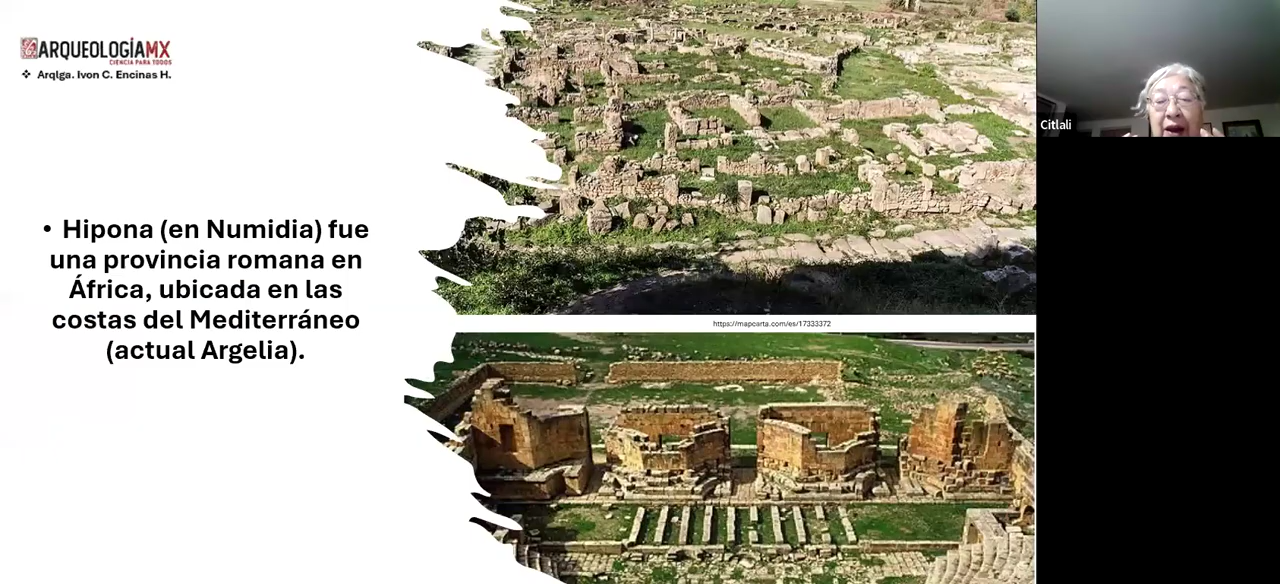 ARQUEOLOGÍAMX
CIENCIA PARA TODOS
❖ Arqlga. Ivon C. Encinas H.
Citlali
• Hipona (en Numidia) fue
una provincia romana en
África, ubicada en las
costas del Mediterráneo
(actual Argelia).
https://mapcarta.com/es/17333372